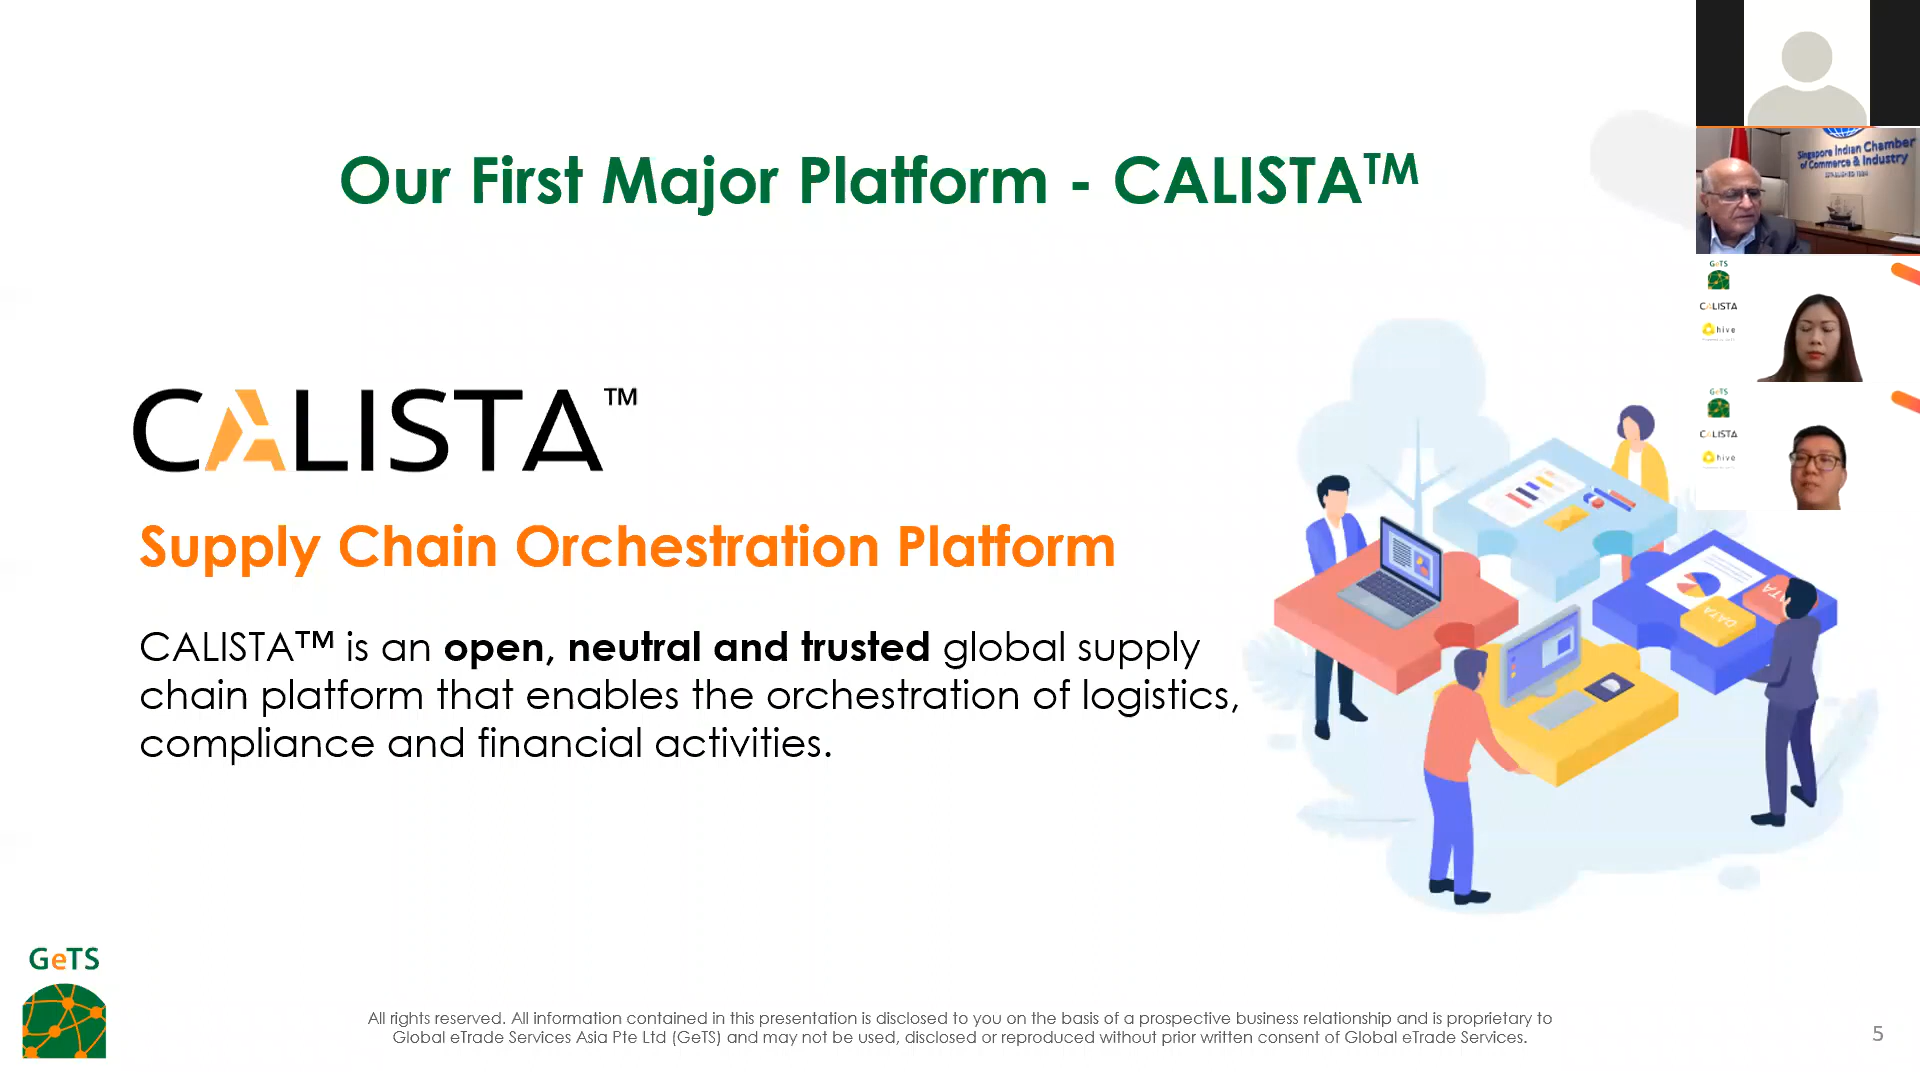 Our First Major Platform - CALISTA™
Singapore Indian Chamber
of Commerce & Industry
GeTS
CALISTA
hive
GeTS
CALISTA
hive
CALISTA™
Supply Chain Orchestration Platform
CALISTA™ is an open, neutral and trusted global supply
chain platform that enables the orchestration of logistics,
compliance and financial activities.
DATA
GeTS
All rights reserved. All information contained in this presentation is disclosed to you on the basis of a prospective business relationship and is proprietary to
Global eTrade Services Asia Pte Ltd (GeTS) and may not be used, disclosed or reproduced without prior written consent of Global eTrade Services.
5